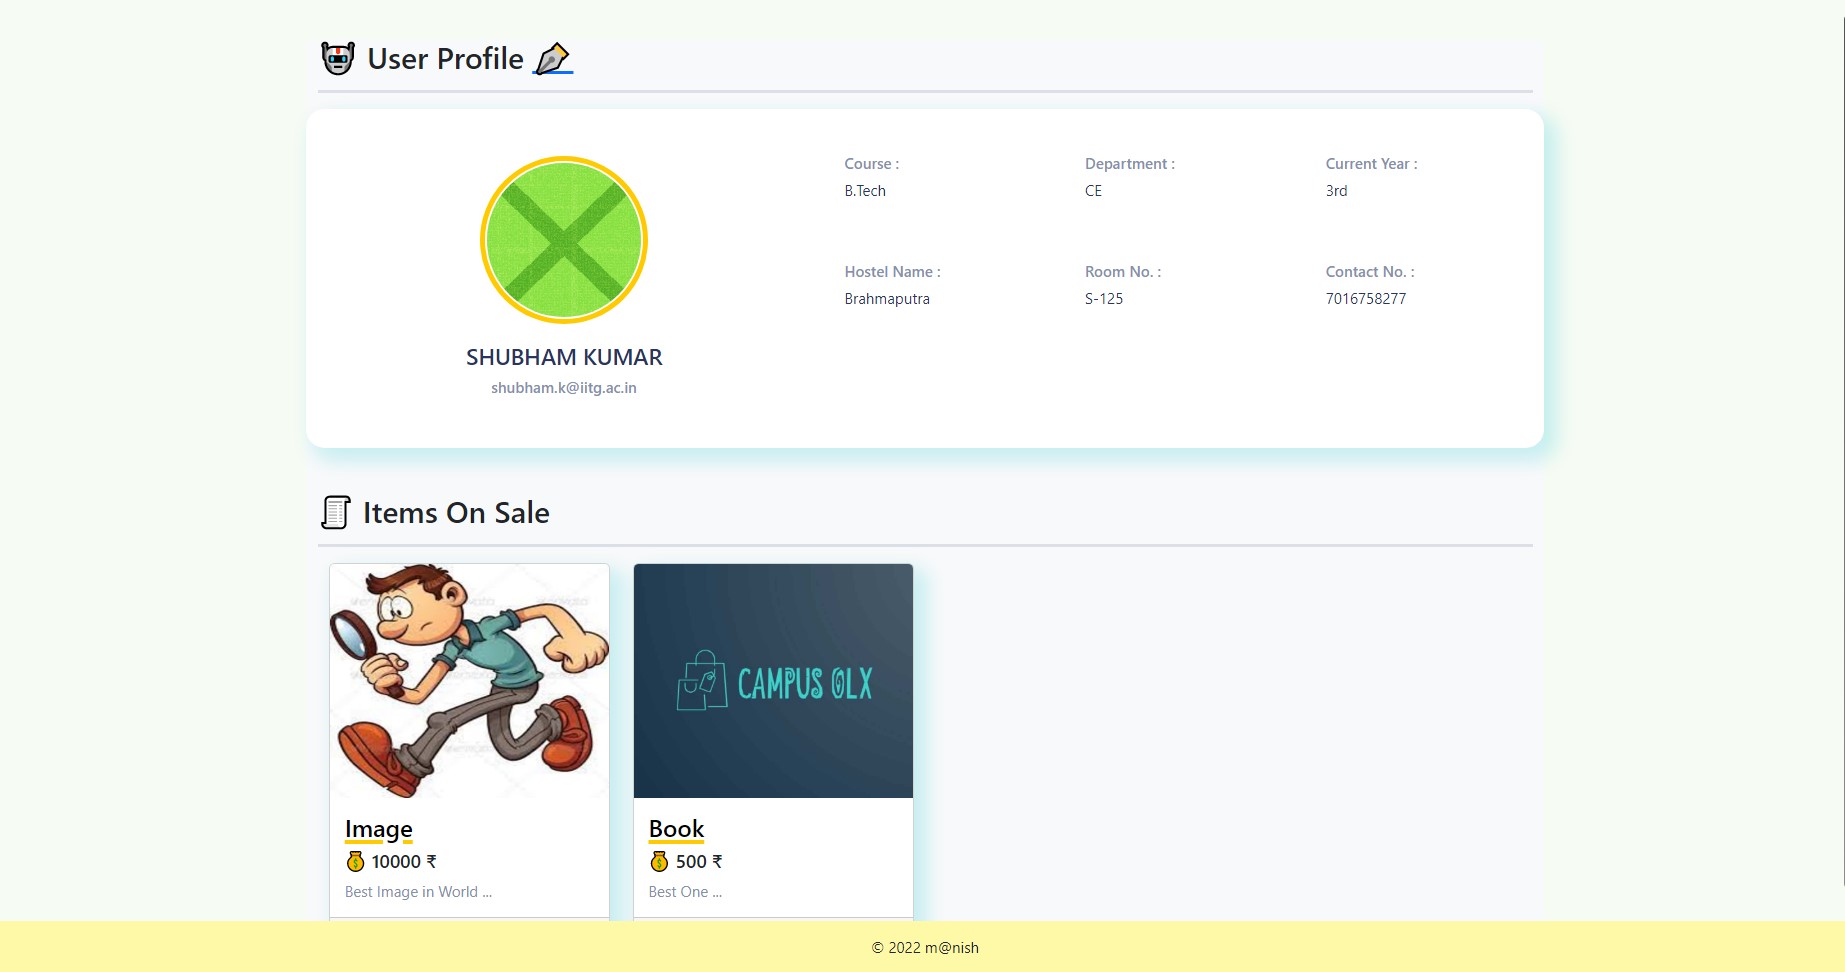 User Profile
Course :
B.Tech
Department :
CE
Current Year :
3rd
Hostel Name :
Brahmaputra
Room No. :
S-125
Contact No. :
7016758277
SHUBHAM KUMAR
shubham.k@iitg.ac.in
Items On Sale
CAMPUS OLX
Image
10000 ₹
Best Image in World ...
Book
500 ₹
Best One ...
© 2022 m@nish